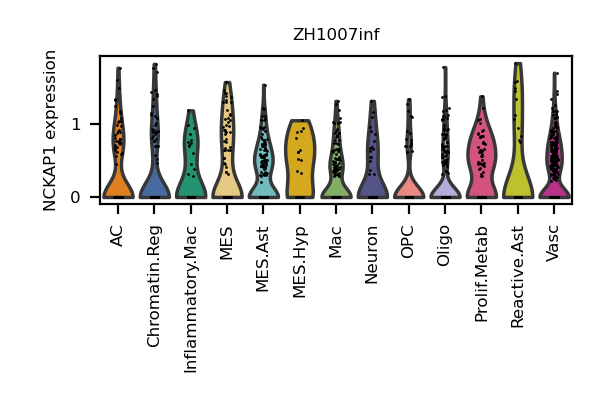 ZH1007inf
NCKAP1 expression
1
0
AC
Chromatin.Reg
Inflammatory.Mac
MES
MES.Ast
MES.Hyp
Mac
Neuron
OPC
Oligo
Prolif.Metab
Reactive.Ast
Vasc